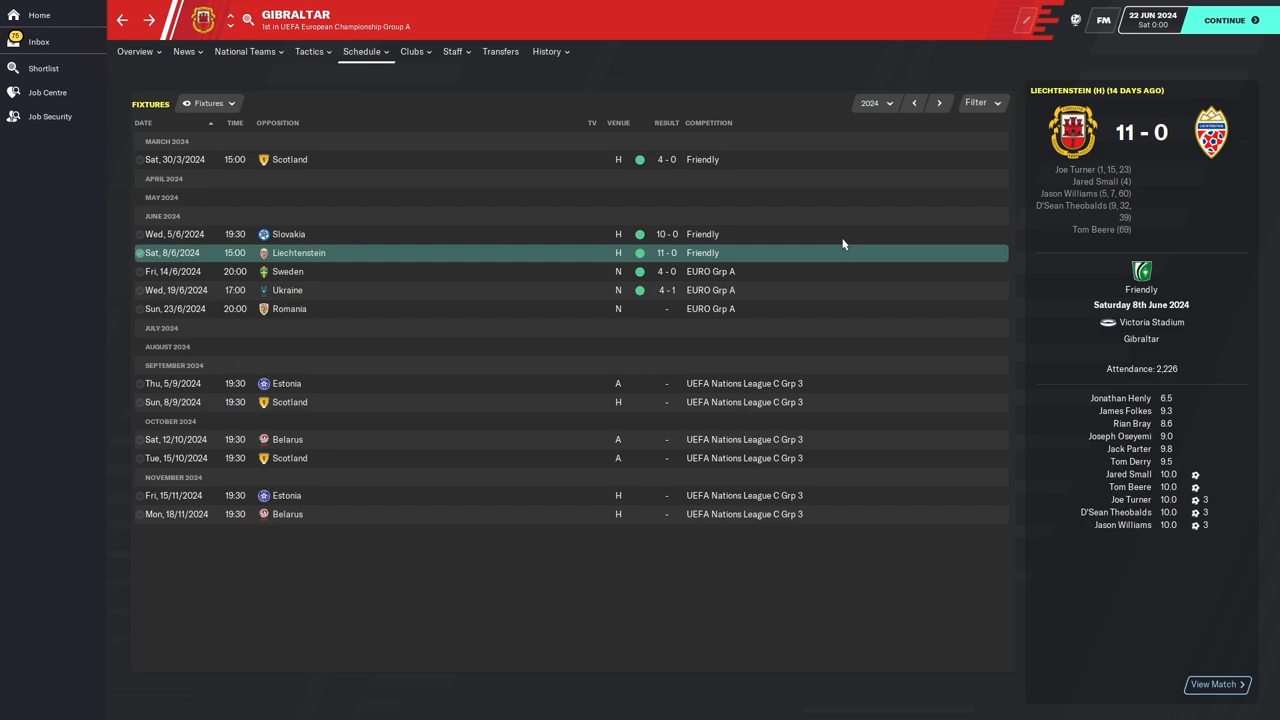 Home
75
Inbox
Shortlist
Job Centre
Job Security
GIBRALTAR
1st in UEFA European Championship Group A
FM
22 JUN 2024
Sat 0:00
CONTINUE
Overview News National Teams Tactics Schedule Clubs Staff Transfers History
FIXTURES Fixtures 2024 Filter
DATE TIME OPPOSITION TV VENUE RESULT COMPETITION
MARCH 2024
Sat, 30/3/2024 15:00 Scotland H 4 - 0 Friendly
APRIL 2024
MAY 2024
JUNE 2024
Wed, 5/6/2024 19:30 Slovakia H 10 - 0 Friendly
Sat, 8/6/2024 15:00 Liechtenstein H 11 - 0 Friendly
Fri, 14/6/2024 20:00 Sweden N 4 - 0 EURO Grp A
Wed, 19/6/2024 17:00 Ukraine N 4 - 1 EURO Grp A
Sun, 23/6/2024 20:00 Romania N - EURO Grp A
JULY 2024
AUGUST 2024
SEPTEMBER 2024
Thu, 5/9/2024 19:30 Estonia A - UEFA Nations League C Grp 3
Sun, 8/9/2024 19:30 Scotland H - UEFA Nations League C Grp 3
OCTOBER 2024
Sat, 12/10/2024 19:30 Belarus A - UEFA Nations League C Grp 3
Tue, 15/10/2024 19:30 Scotland A - UEFA Nations League C Grp 3
NOVEMBER 2024
Fri, 15/11/2024 19:30 Estonia H - UEFA Nations League C Grp 3
Mon, 18/11/2024 19:30 Belarus H - UEFA Nations League C Grp 3
LIECHTENSTEIN (H) (14 DAYS AGO)
11 - 0
Joe Turner (1, 15, 23)
Jared Small (4)
Jason Williams (5, 7, 60)
D'Sean Theobalds (9, 32,
39)
Tom Beere (69)
Friendly
Saturday 8th June 2024
Victoria Stadium
Gibraltar
Attendance: 2,226
Jonathan Henly 6.5
James Folkes 9.3
Rian Bray 8.6
Joseph Oseyemi 9.0
Jack Parter 9.8
Tom Derry 9.5
Jared Small 10.0
Tom Beere 10.0
Joe Turner 10.0 3
D'Sean Theobalds 10.0 3
Jason Williams 10.0 3
View Match